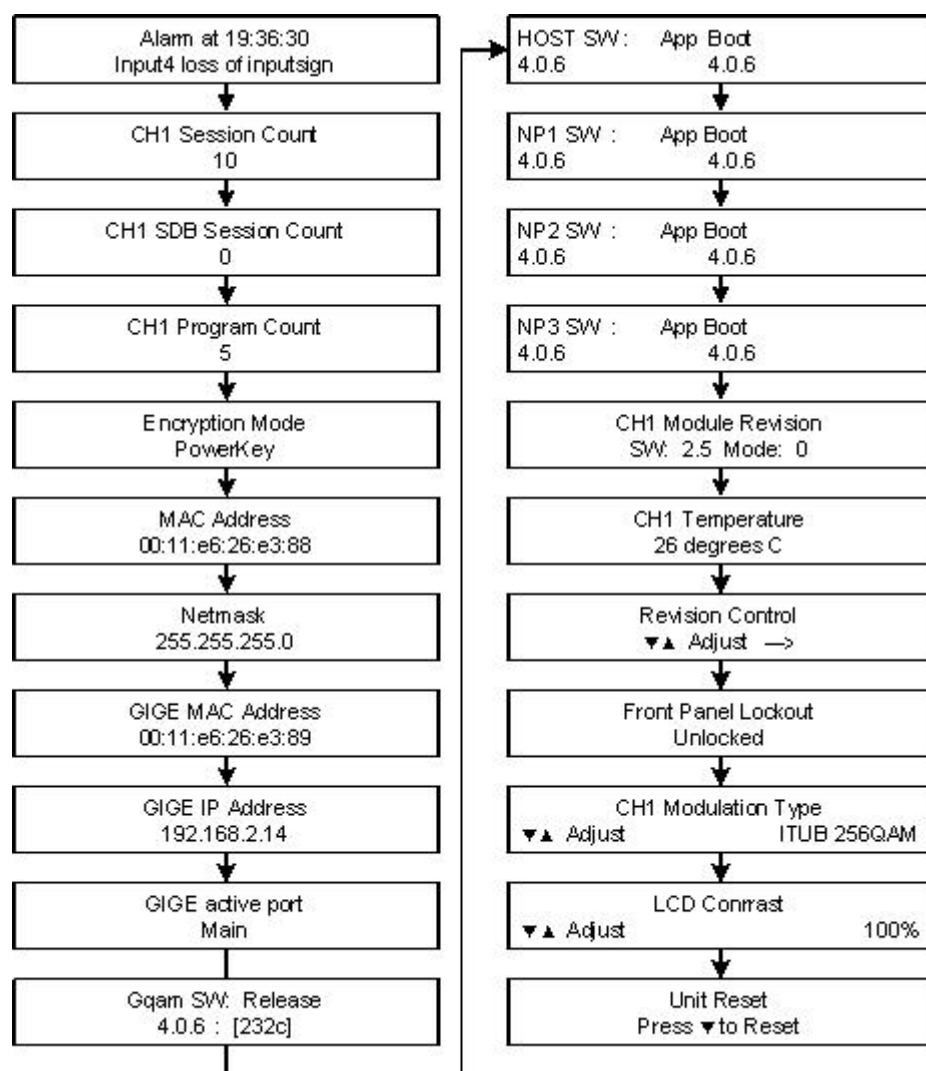 Alarm at 19:36:30
Input4 loss of inputsign
CH1 Session Count
10
CH1 SDB Session Count
0
CH1 Program Count
5
Encryption Mode
PowerKey
MAC Address
00:11:e6:26:e3:88
Netmask
255.255.255.0
GIGE MAC Address
00:11:e6:26:e3:89
GIGE IP Address
192.168.2.14
GIGE active port
Main
Gqam SW: Release
4.0.6 : [232c]
HOST SW: App Boot
4.0.6 4.0.6
NP1 SW : App Boot
4.0.6 4.0.6
NP2 SW : App Boot
4.0.6 4.0.6
NP3 SW : App Boot
4.0.6 4.0.6
CH1 Module Revision
SW: 2.5 Mode: 0
CH1 Temperature
26 degrees C
Revision Control
▼▲ Adjust —>
Front Panel Lockout
Unlocked
CH1 Modulation Type
▼▲ Adjust ITUB 256QAM
LCD Conrrast
▼▲ Adjust 100%
Unit Reset
Press ▼ to Reset